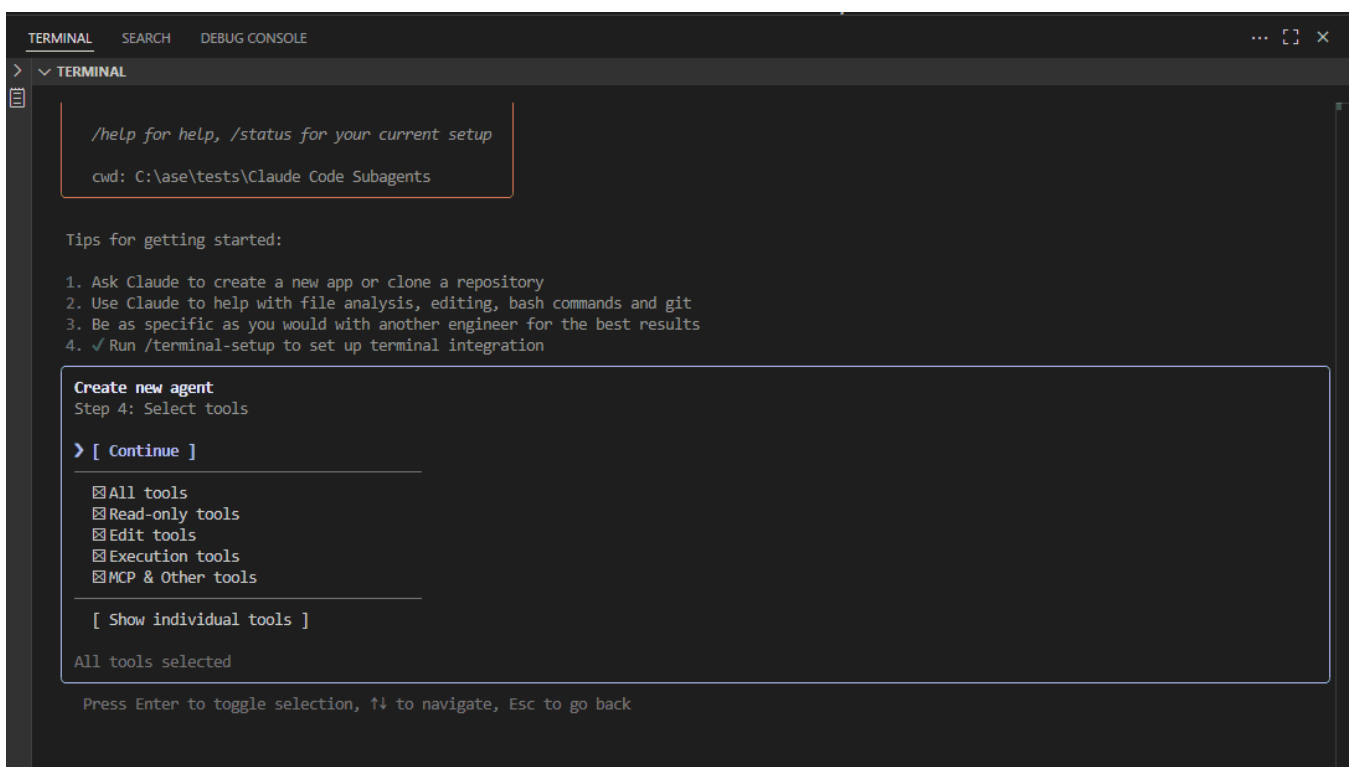 TERMINAL SEARCH DEBUG CONSOLE
TERMINAL
/help for help, /status for your current setup
cwd: C:\ase\tests\Claude Code Subagents
Tips for getting started:
1. Ask Claude to create a new app or clone a repository
2. Use Claude to help with file analysis, editing, bash commands and git
3. Be as specific as you would with another engineer for the best results
4. ✓ Run /terminal-setup to set up terminal integration
Create new agent
Step 4: Select tools
❯ [ Continue ]
☒ All tools
☒ Read-only tools
☒ Edit tools
☒ Execution tools
☒ MCP & Other tools
[ Show individual tools ]
All tools selected
Press Enter to toggle selection, ↑↓ to navigate, Esc to go back